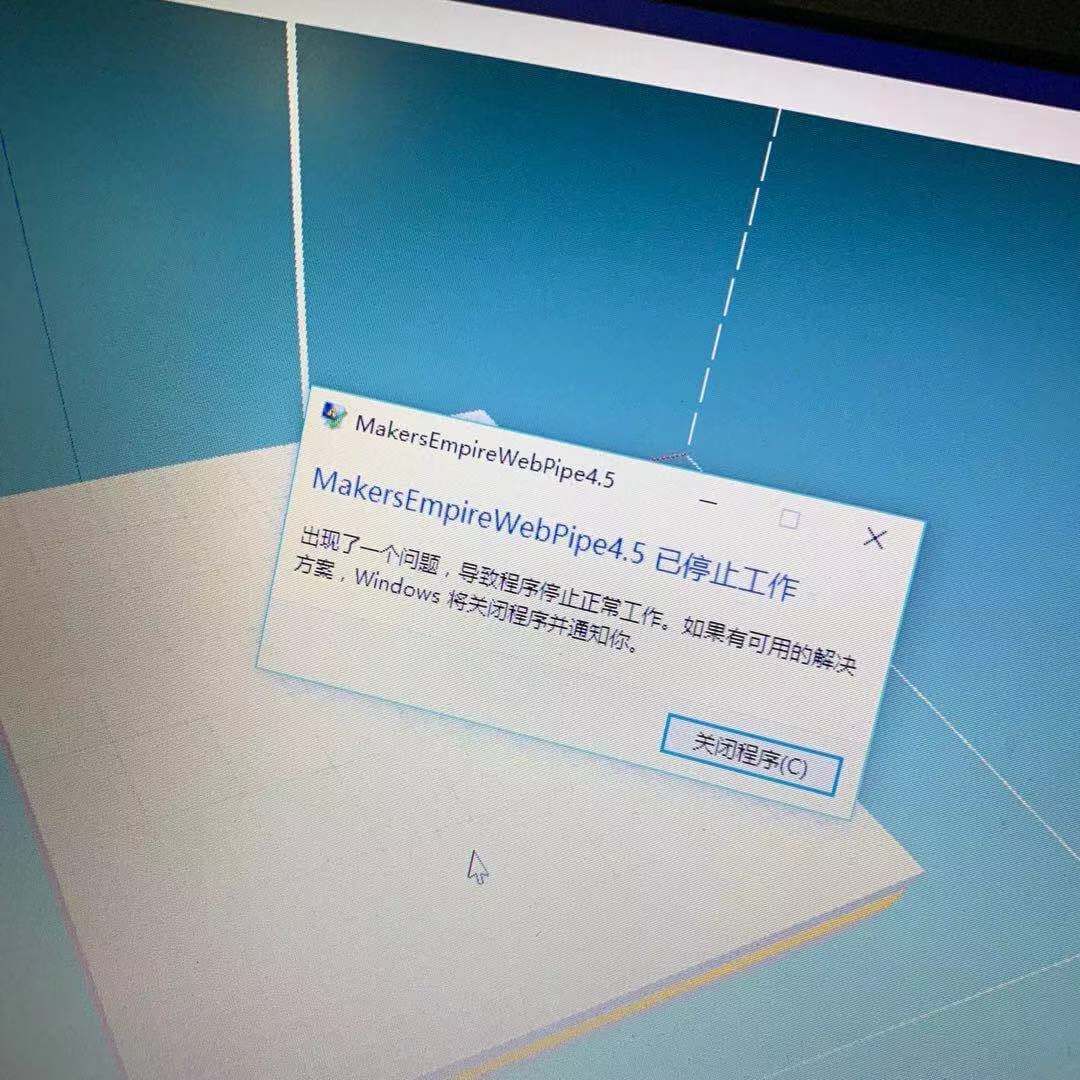 MakersEmpireWebPipe4.5
MakersEmpireWebPipe4.5 已停止工作
出现了一个问题，导致程序停止正常工作。如果有可用的解决
方案，Windows 将关闭程序并通知你。
关闭程序(C)